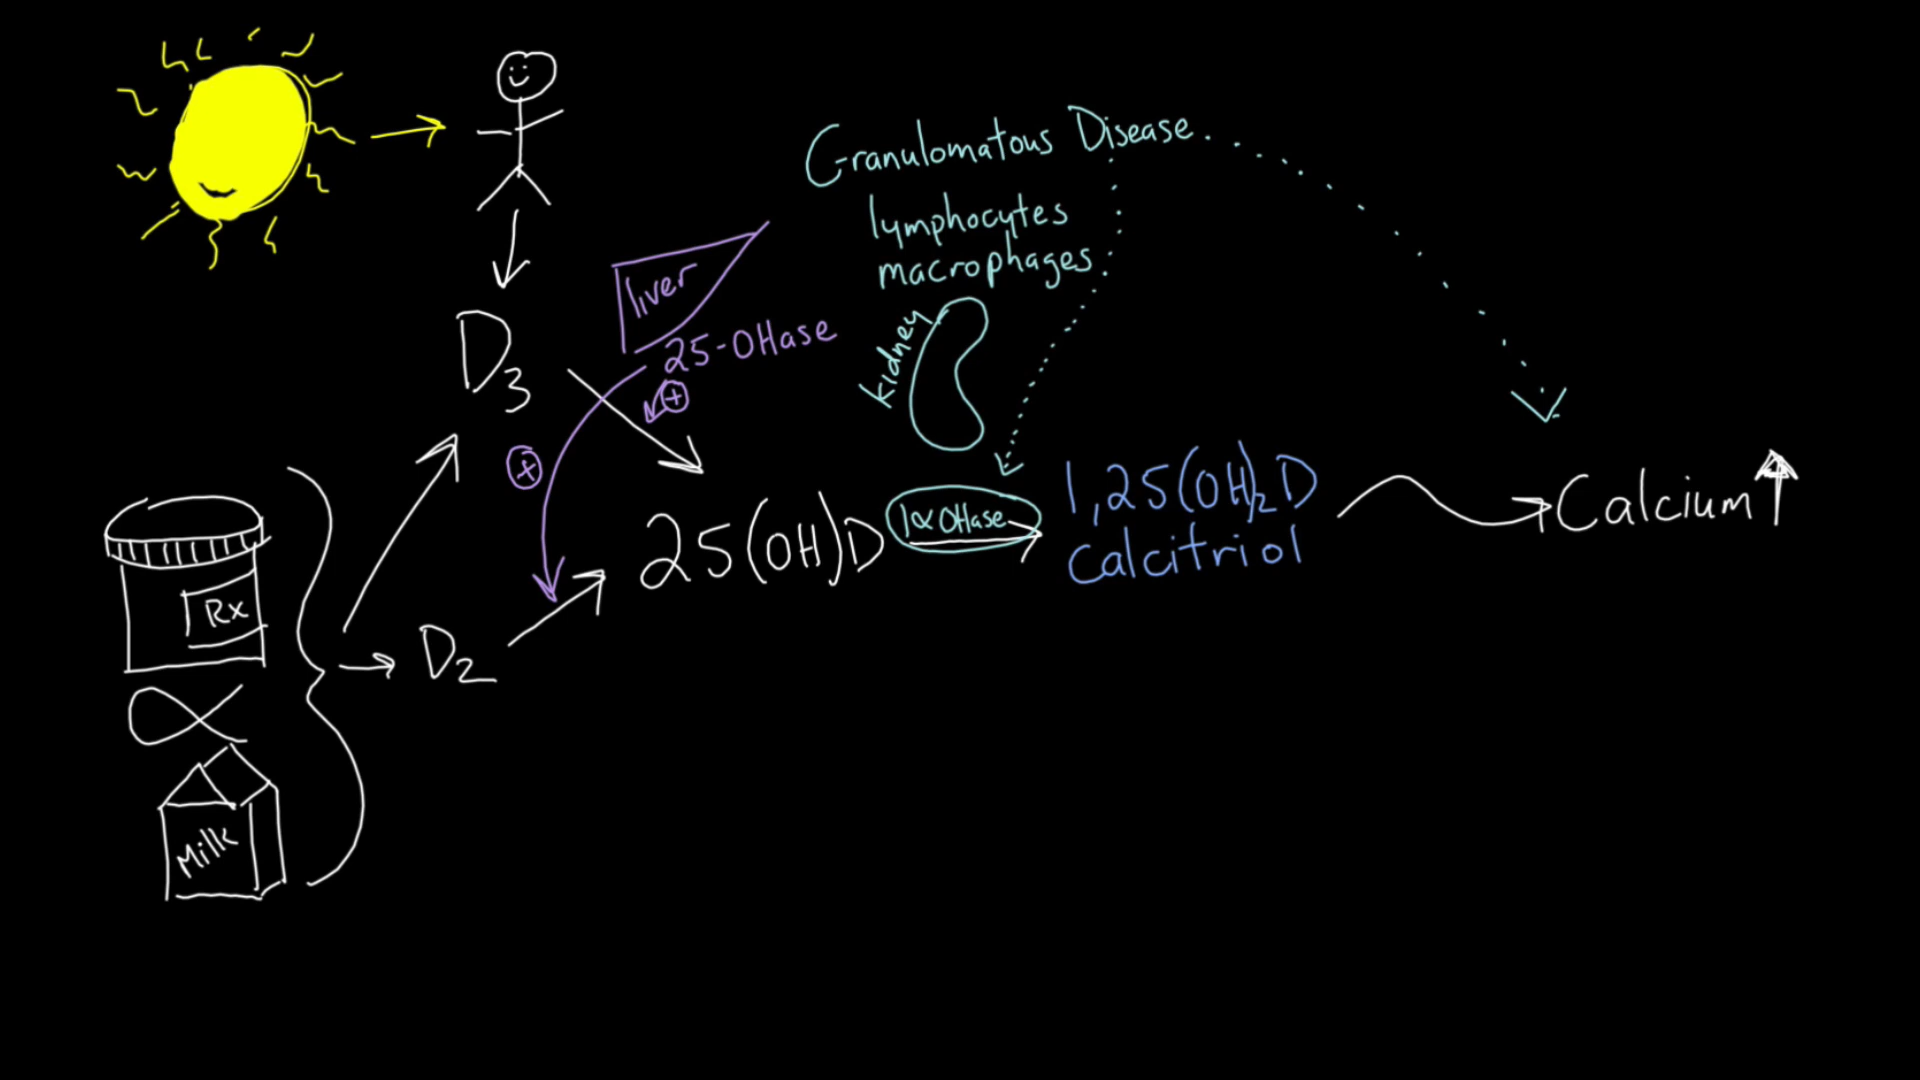 Granulomatous Disease
lymphocytes
macrophages
liver
25-OHase
+
kidney
D3
+
1α OHase
1,25(OH)2D
Calcitriol
Calcium
25(OH)D
Rx
D2
Milk